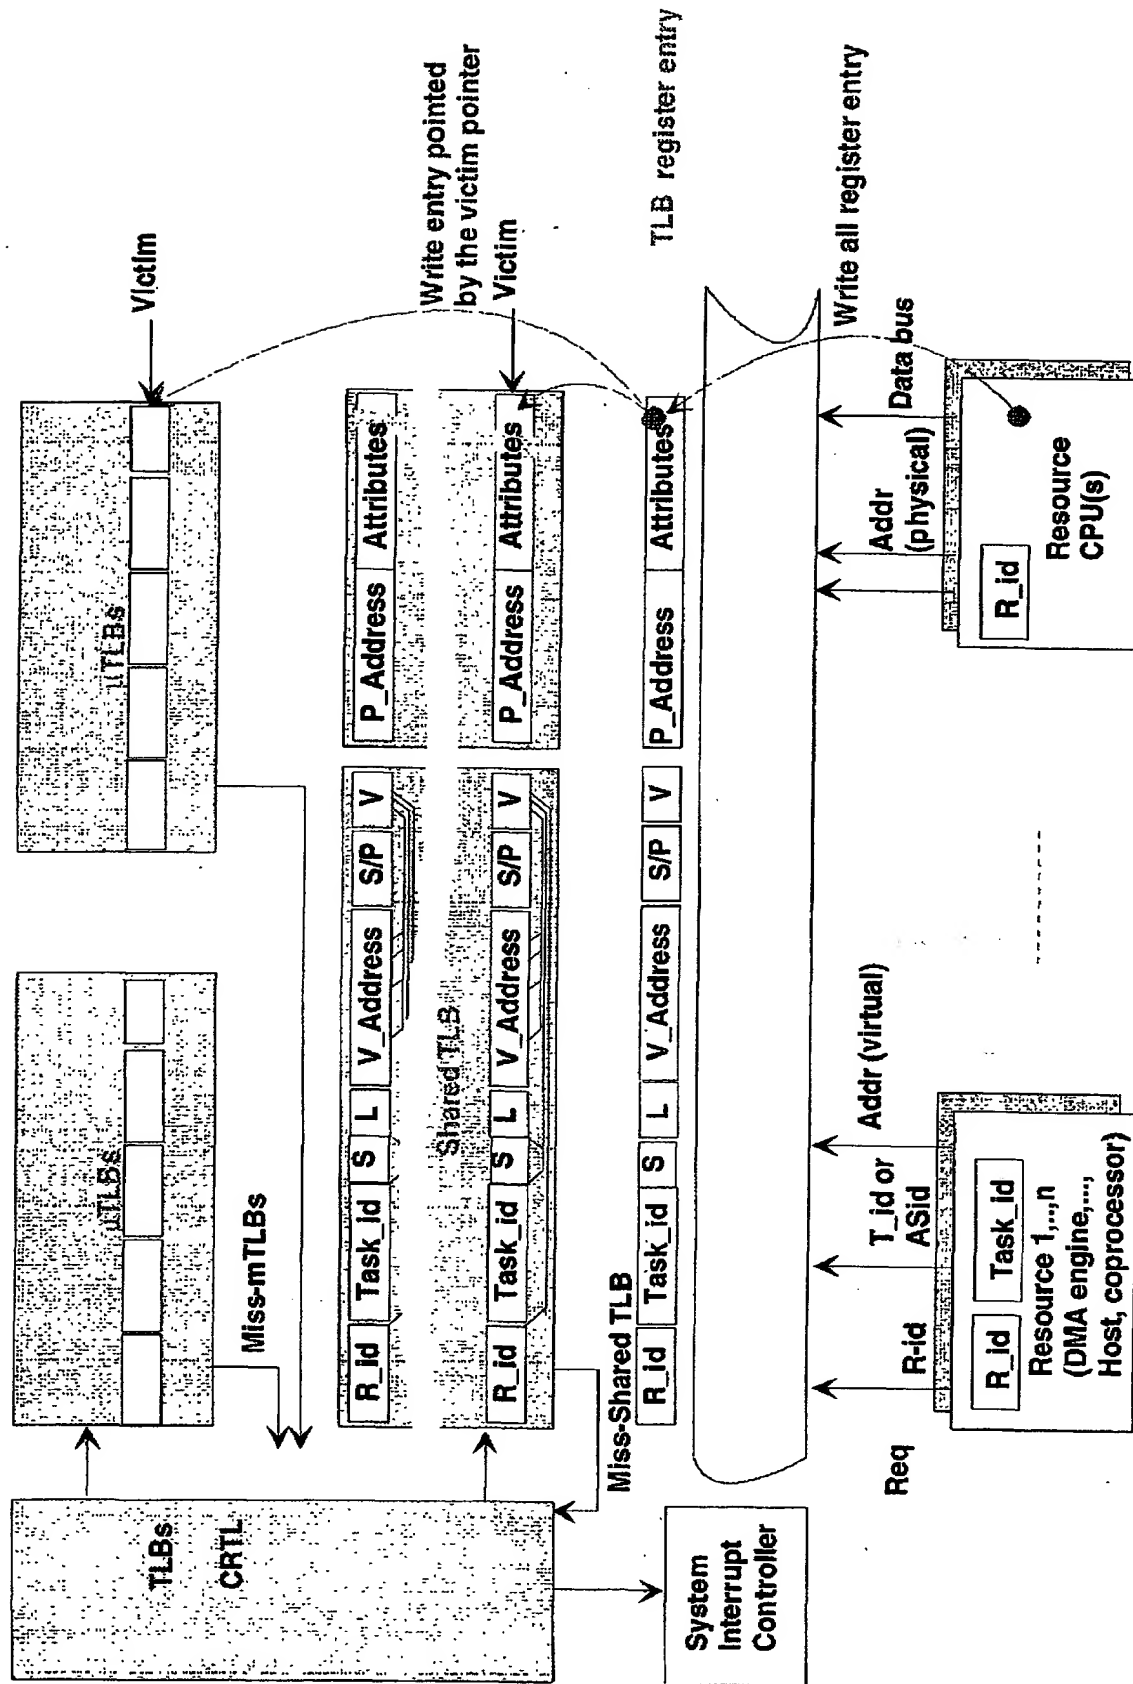 TLBs
CRTL
µTLBs
µTLBs
Victim
Miss-mTLBs
Write entry pointed
by the victim pointer
R_id
Task_id
S
L
V_Address
S/P
V
P_Address
Attributes
Shared TLB
Victim
R_id
Task_id
S
L
V_Address
S/P
V
P_Address
Attributes
Miss-Shared TLB
TLB register entry
R_id
Task_id
S
L
V_Address
S/P
V
P_Address
Attributes
System
Interrupt
Controller
Write all register entry
Req
R-id
T_id or
ASid
Addr (virtual)
Addr
(physical)
Data bus
R_id
Task_id
Resource 1,..,n
(DMA engine,...,
Host, coprocessor)
R_id
Resource
CPU(s)